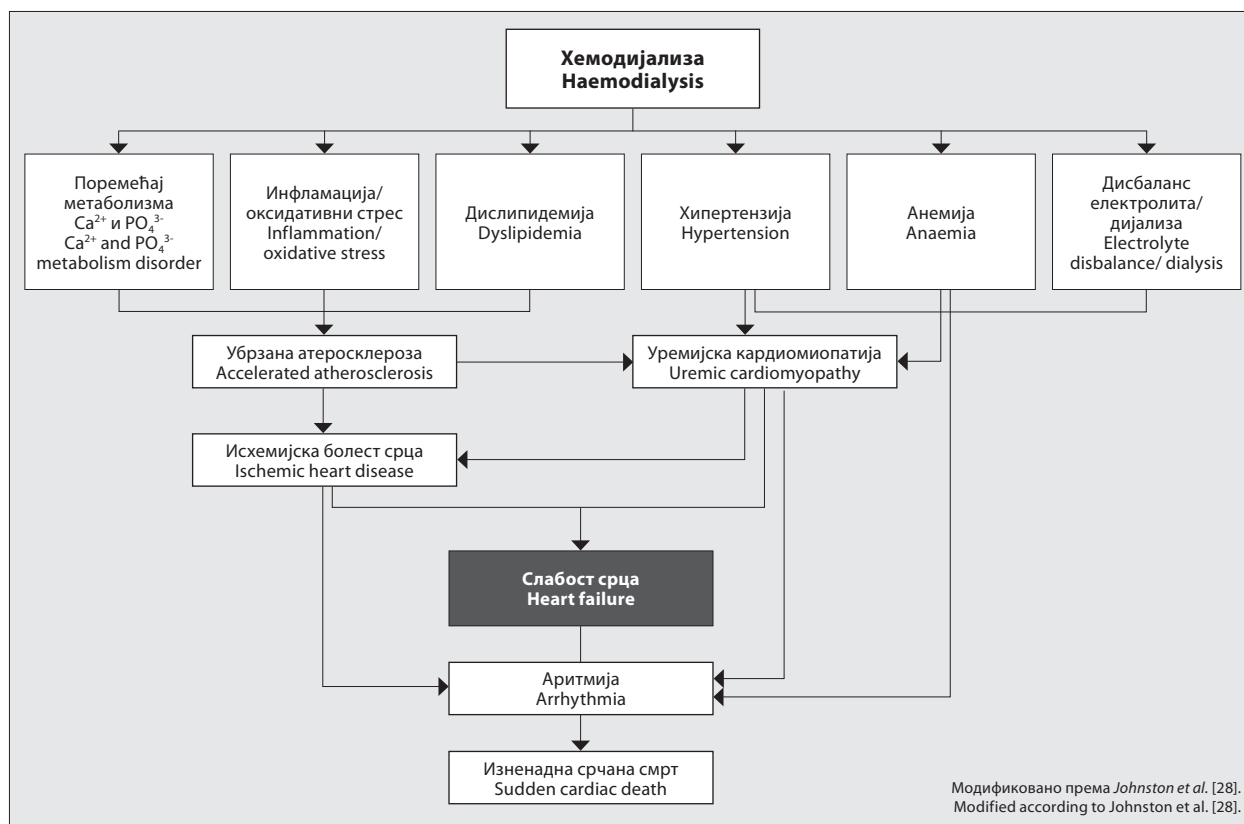 Хемодијализа
Haemodialysis
Поремећај
метаболизма
Ca²⁺ и PO₄³⁻
Ca²⁺ and PO₄³⁻
metabolism disorder
Инфламација/
оксидативни стрес
Inflammation/
oxidative stress
Дислипидемија
Dyslipidemia
Хипертензија
Hypertension
Анемија
Anaemia
Дисбаланс
електролита/
дијализа
Electrolyte
disbalance/ dialysis
Убрзана атеросклероза
Accelerated atherosclerosis
Уремијска кардиомиопатија
Uremic cardiomyopathy
Исхемијска болест срца
Ischemic heart disease
Слабост срца
Heart failure
Аритмија
Arrhythmia
Изненадна срчана смрт
Sudden cardiac death
Модификовано према Johnston et al. [28].
Modified according to Johnston et al. [28].